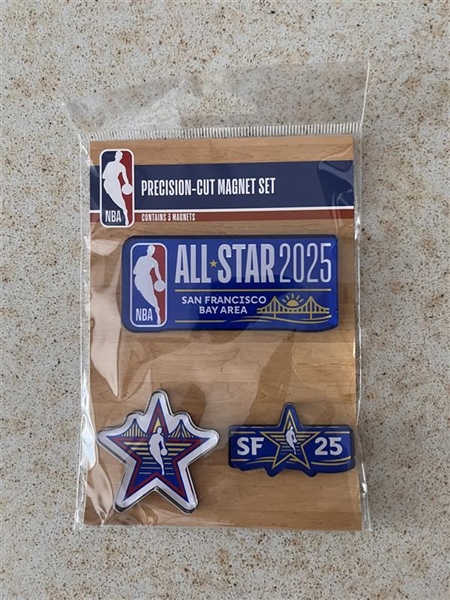 NBA
PRECISION-CUT MAGNET SET
CONTAINS 3 MAGNETS
NBA
ALL★STAR 2025
SAN FRANCISCO
BAY AREA
SF 25